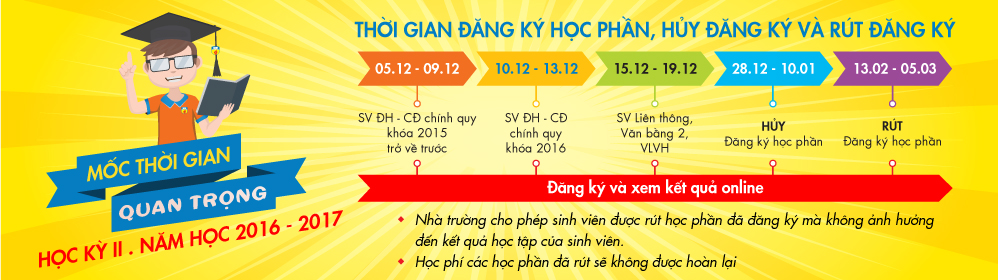 THỜI GIAN ĐĂNG KÝ HỌC PHẦN, HỦY ĐĂNG KÝ VÀ RÚT ĐĂNG KÝ
05.12 - 09.12
10.12 - 13.12
15.12 - 19.12
28.12 - 10.01
13.02 - 05.03
SV ĐH - CĐ chính quy
khóa 2015
trở về trước
SV ĐH - CĐ
chính quy
khóa 2016
SV Liên thông,
Văn bằng 2,
VLVH
HỦY
Đăng ký học phần
RÚT
Đăng ký học phần
Đăng ký và xem kết quả online
MỐC THỜI GIAN
QUAN TRỌNG
HỌC KỲ II . NĂM HỌC 2016 - 2017
Nhà trường cho phép sinh viên được rút học phần đã đăng ký mà không ảnh hưởng
đến kết quả học tập của sinh viên.
Học phí các học phần đã rút sẽ không được hoàn lại